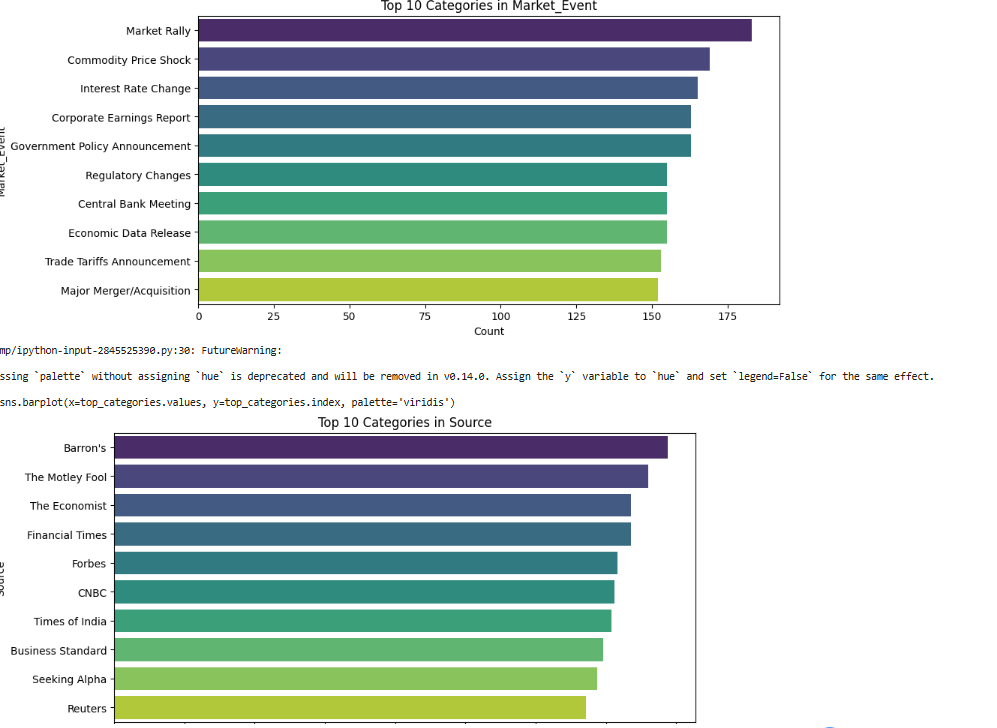 Top 10 Categories in Market_Event
Market Rally
Commodity Price Shock
Interest Rate Change
Corporate Earnings Report
Government Policy Announcement
Regulatory Changes
Central Bank Meeting
Economic Data Release
Trade Tariffs Announcement
Major Merger/Acquisition
Market_Event
0 25 50 75 100 125 150 175
Count
mp/ipython-input-2845525390.py:30: FutureWarning:
ssing `palette` without assigning `hue` is deprecated and will be removed in v0.14.0. Assign the `y` variable to `hue` and set `legend=False` for the same effect.
sns.barplot(x=top_categories.values, y=top_categories.index, palette='viridis')
Top 10 Categories in Source
Barron's
The Motley Fool
The Economist
Financial Times
Forbes
CNBC
Times of India
Business Standard
Seeking Alpha
Reuters
Source